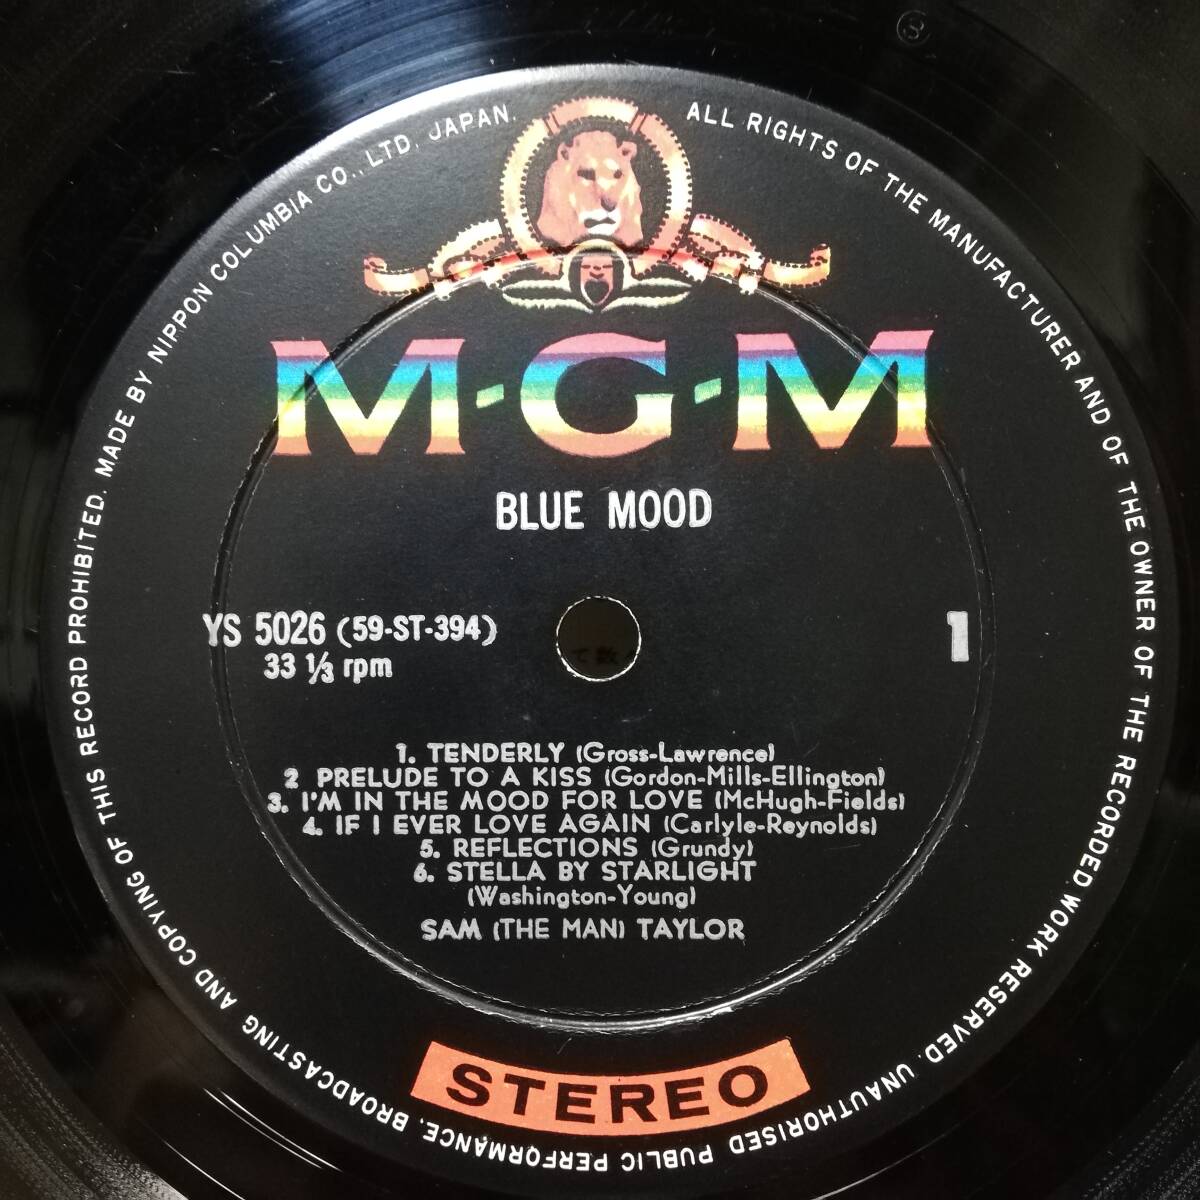 ALL RIGHTS OF THE MANUFACTURER AND OF THE OWNER OF THE RECORDED WORK RESERVED. UNAUTHORISED PUBLIC PERFORMANCE. BROADCASTING AND COPYING OF THIS RECORD PROHIBITED. MADE BY NIPPON COLUMBIA CO., LTD. JAPAN.
M-G-M
BLUE MOOD
YS 5026 (59-ST-394)
33 1/3 rpm
1
1. TENDERLY (Gross-Lawrence)
2 PRELUDE TO A KISS (Gordon-Mills-Ellington)
3. I'M IN THE MOOD FOR LOVE (McHugh-Fields)
4. IF I EVER LOVE AGAIN (Carlyle-Reynolds)
5. REFLECTIONS (Grundy)
6. STELLA BY STARLIGHT
(Washington-Young)
SAM (THE MAN) TAYLOR
STEREO